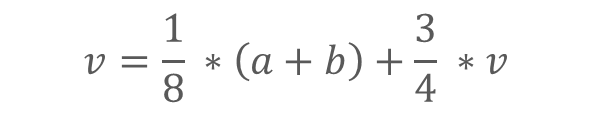 v = 1/8 * (a + b) + 3/4 * v